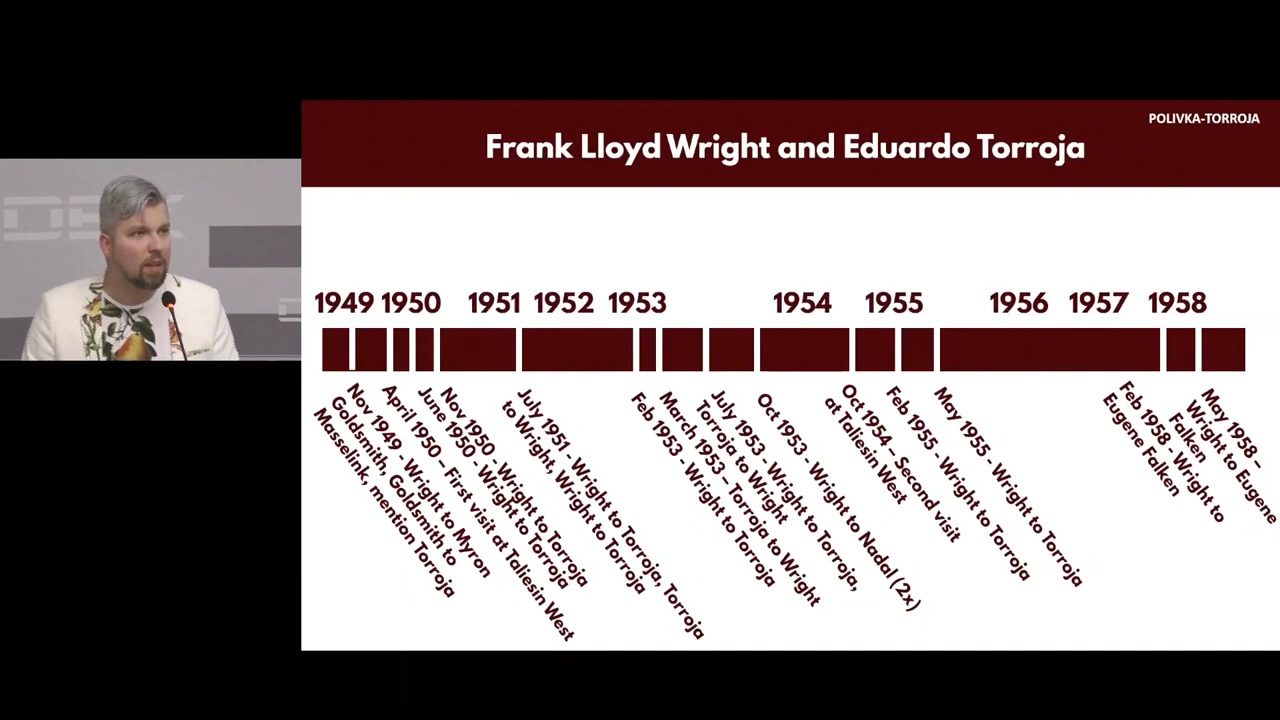 POLIVKA-TORROJA
Frank Lloyd Wright and Eduardo Torroja
1949
1950
1951
1952
1953
1954
1955
1956
1957
1958
Nov 1949 - Wright to Myron
Goldsmith, Goldsmith to
Masselink, mention Torroja
April 1950 – First visit at Taliesin West
June 1950 - Wright to Torroja
Nov 1950 - Wright to Torroja
July 1951 - Wright to Torroja, Torroja
to Wright, Wright to Torroja
Feb 1953 - Wright to Torroja
March 1953 – Torroja to Wright
July 1953 - Wright to Torroja,
Torroja to Wright
Oct 1953 - Wright to Nadal (2x)
Oct 1954 – Second visit
at Taliesin West
Feb 1955 - Wright to Torroja
May 1955 - Wright to Torroja
Feb 1958 - Wright to
Eugene Falken
May 1958 –
Wright to Eugene
Falken